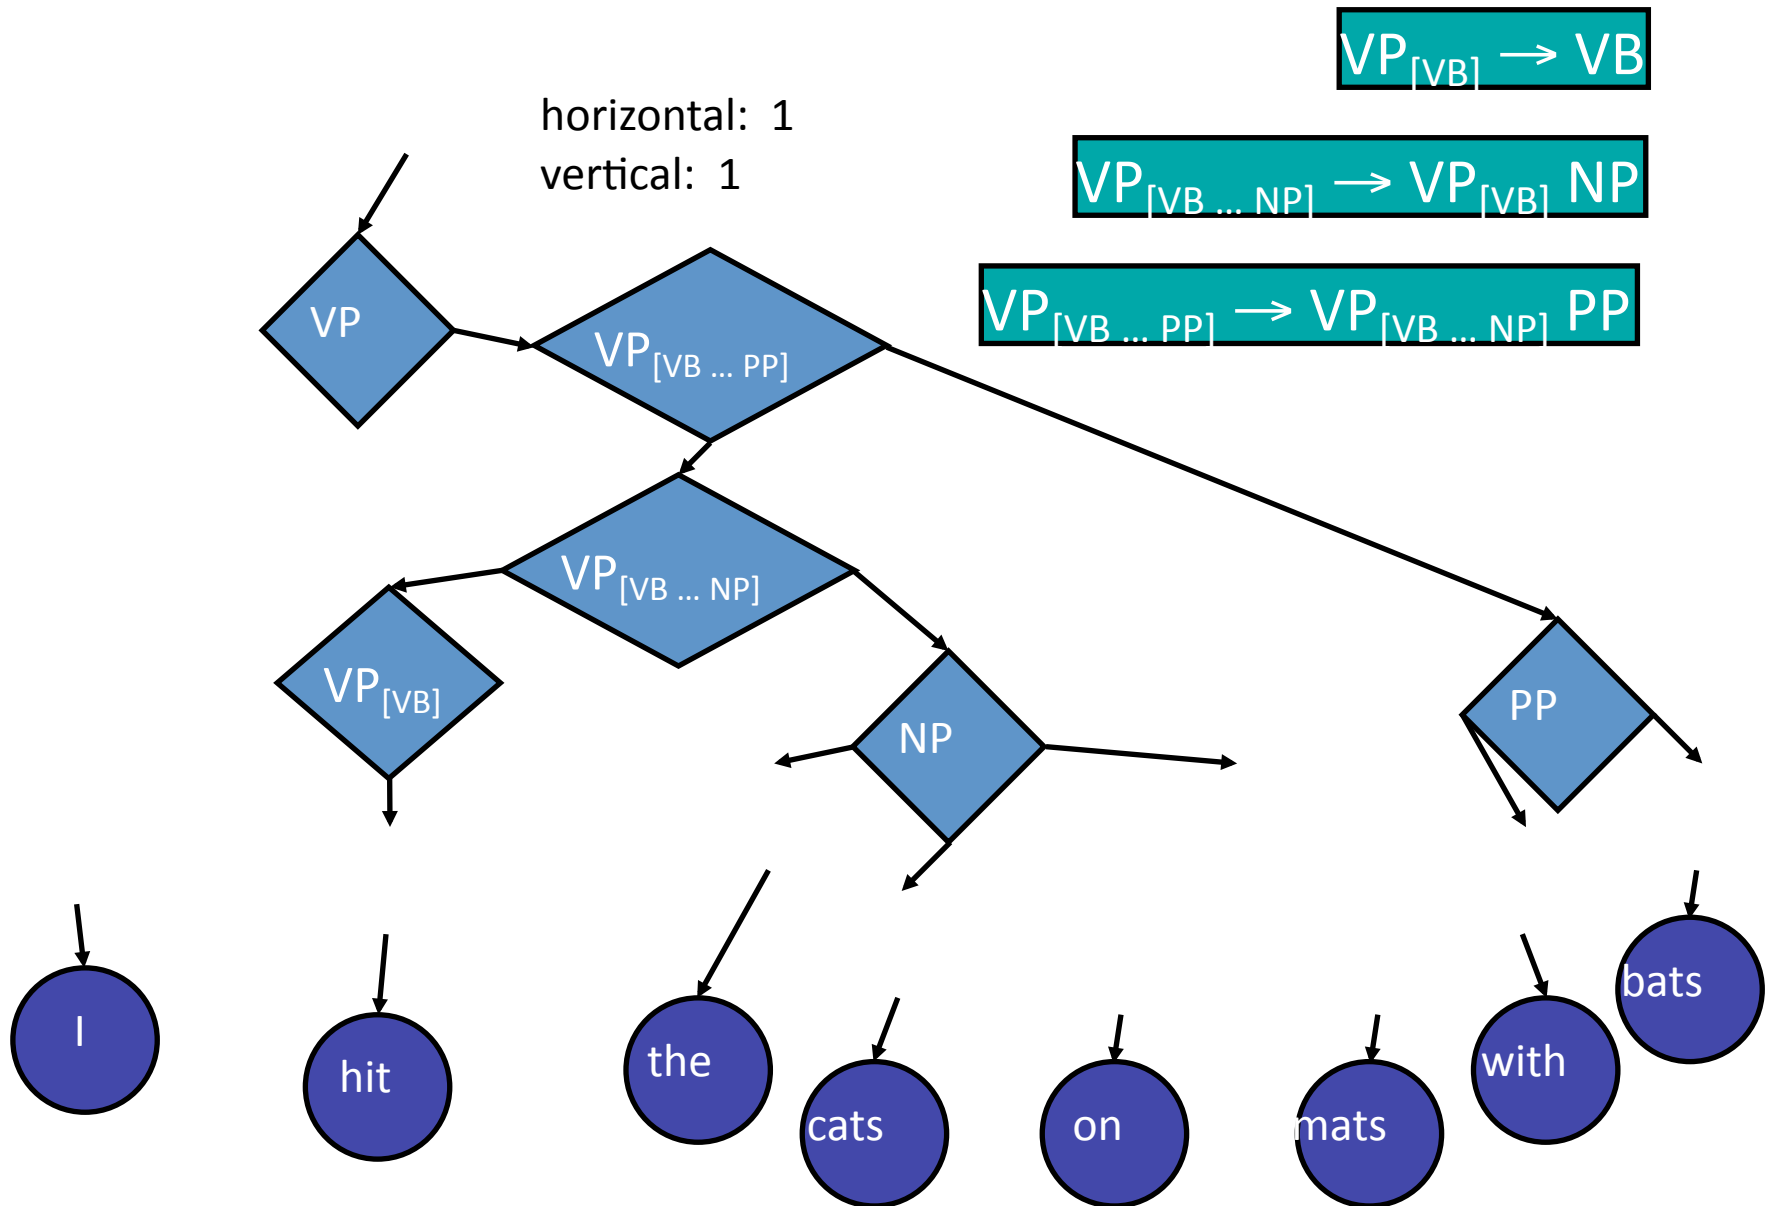 VP[VB] → VB
horizontal: 1
vertical: 1
VP[VB ... NP] → VP[VB] NP
VP[VB ... PP] → VP[VB ... NP] PP
VP
VP[VB ... PP]
VP[VB ... NP]
VP[VB]
NP
PP
I
hit
the
cats
on
mats
with
bats